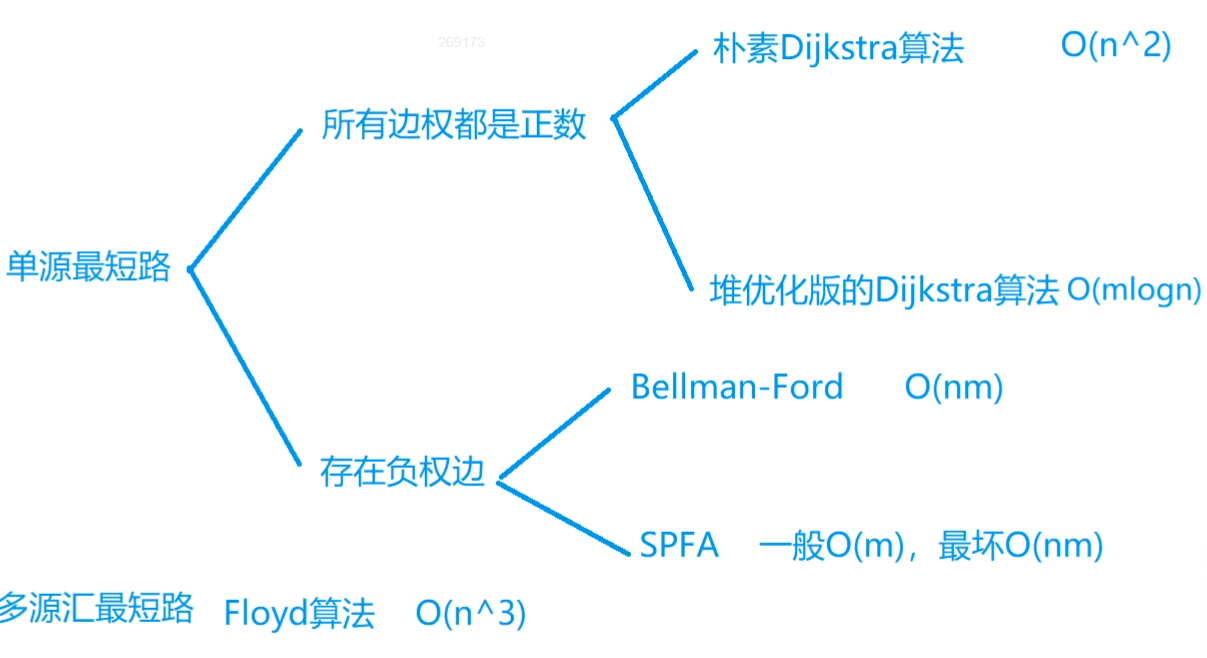 269173
朴素Dijkstra算法 O(n^2)
所有边权都是正数
单源最短路
堆优化版的Dijkstra算法 O(mlogn)
Bellman-Ford O(nm)
存在负权边
SPFA 一般O(m)，最坏O(nm)
多源汇最短路 Floyd算法 O(n^3)